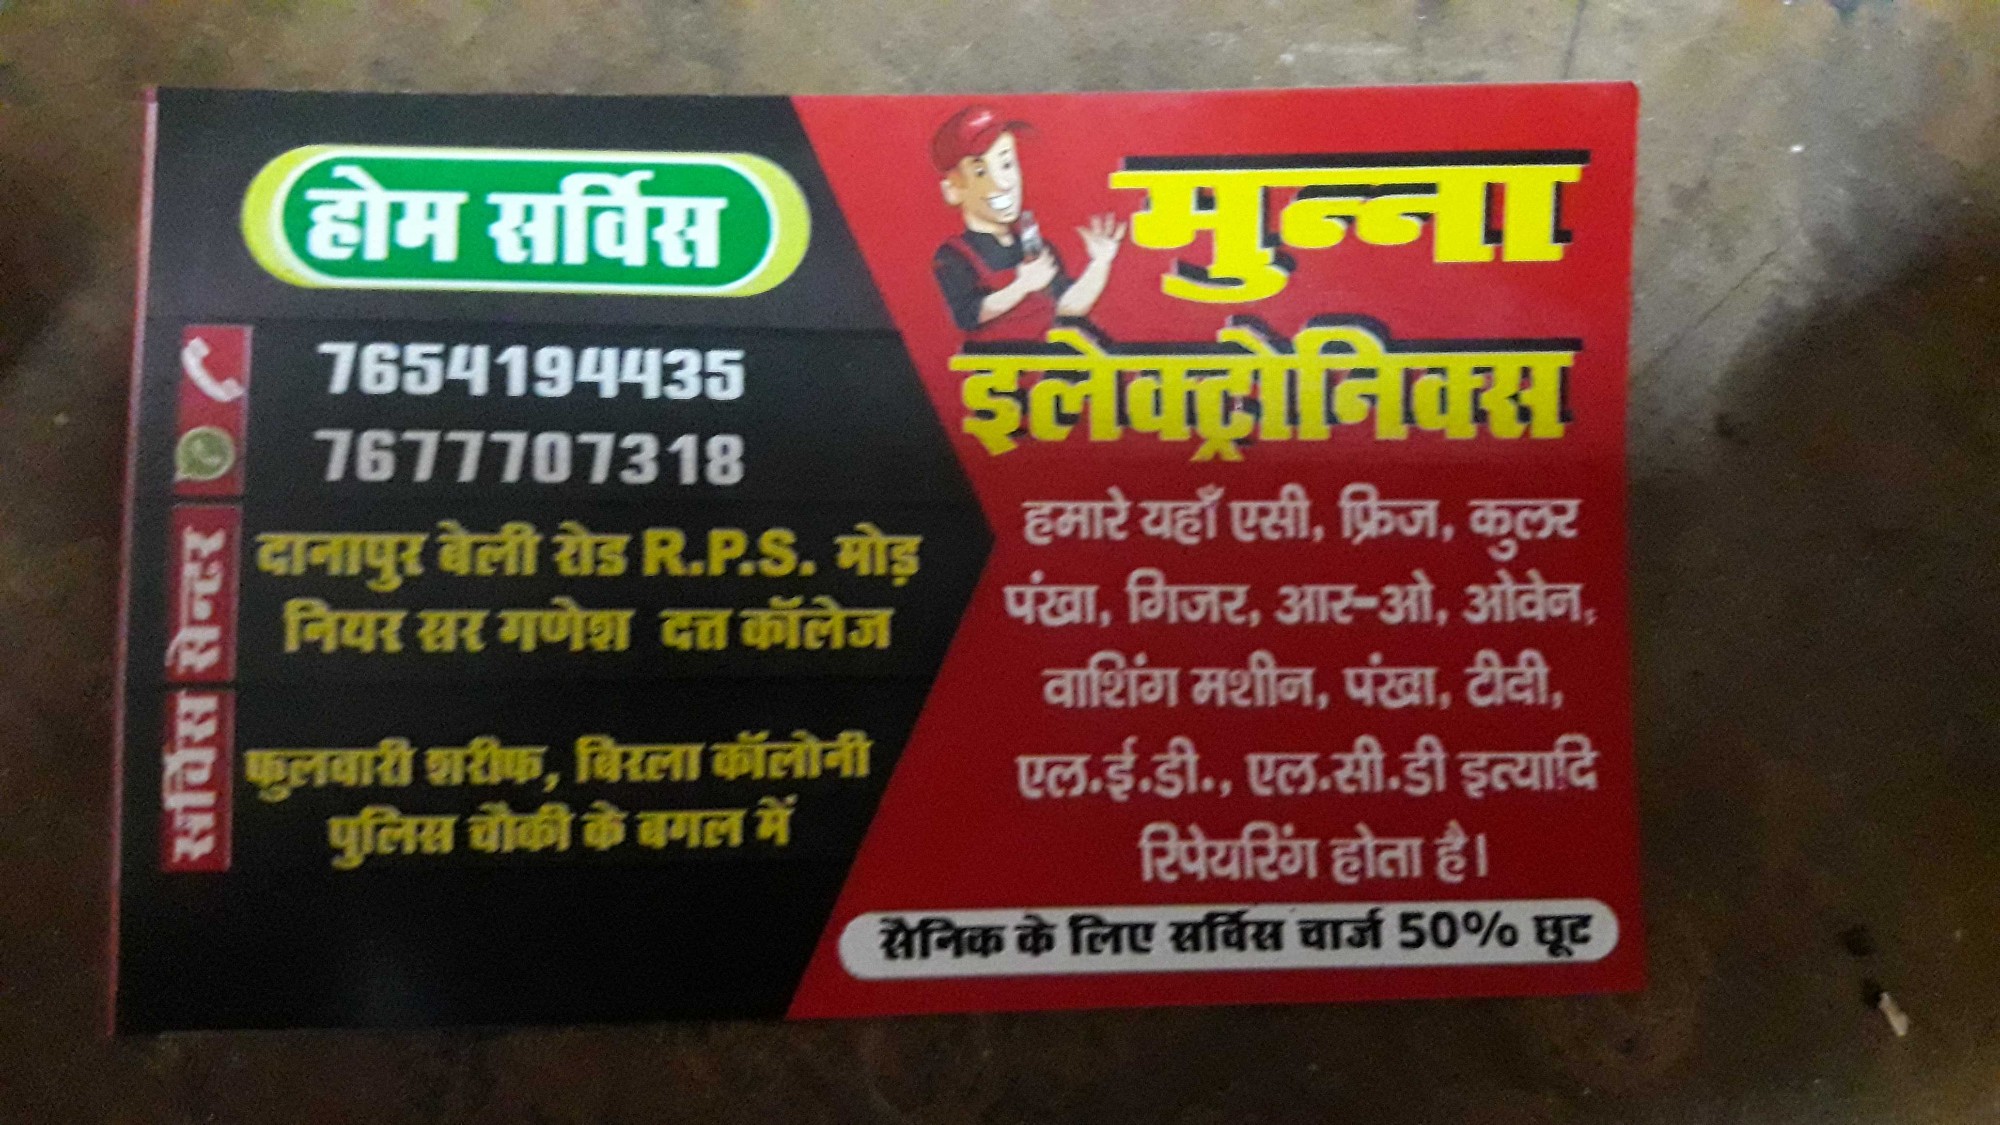 होम सर्विस
7654194435
7677707318
सर्विस सेन्टर
दानापुर बेली रोड R.P.S. मोड़
नियर सर गणेश दत्त कॉलेज
फुलवारी शरीफ, बिरला कॉलोनी
पुलिस चौकी के बगल में
मुन्ना
इलेक्ट्रोनिक्स
हमारे यहाँ एसी, फ्रिज, कुलर
पंखा, गिजर, आर-ओ, ओवेन,
वाशिंग मशीन, पंखा, टीवी,
एल.ई.डी., एल.सी.डी इत्यादि
रिपेयरिंग होता है।
सैनिक के लिए सर्विस चार्ज 50% छूट